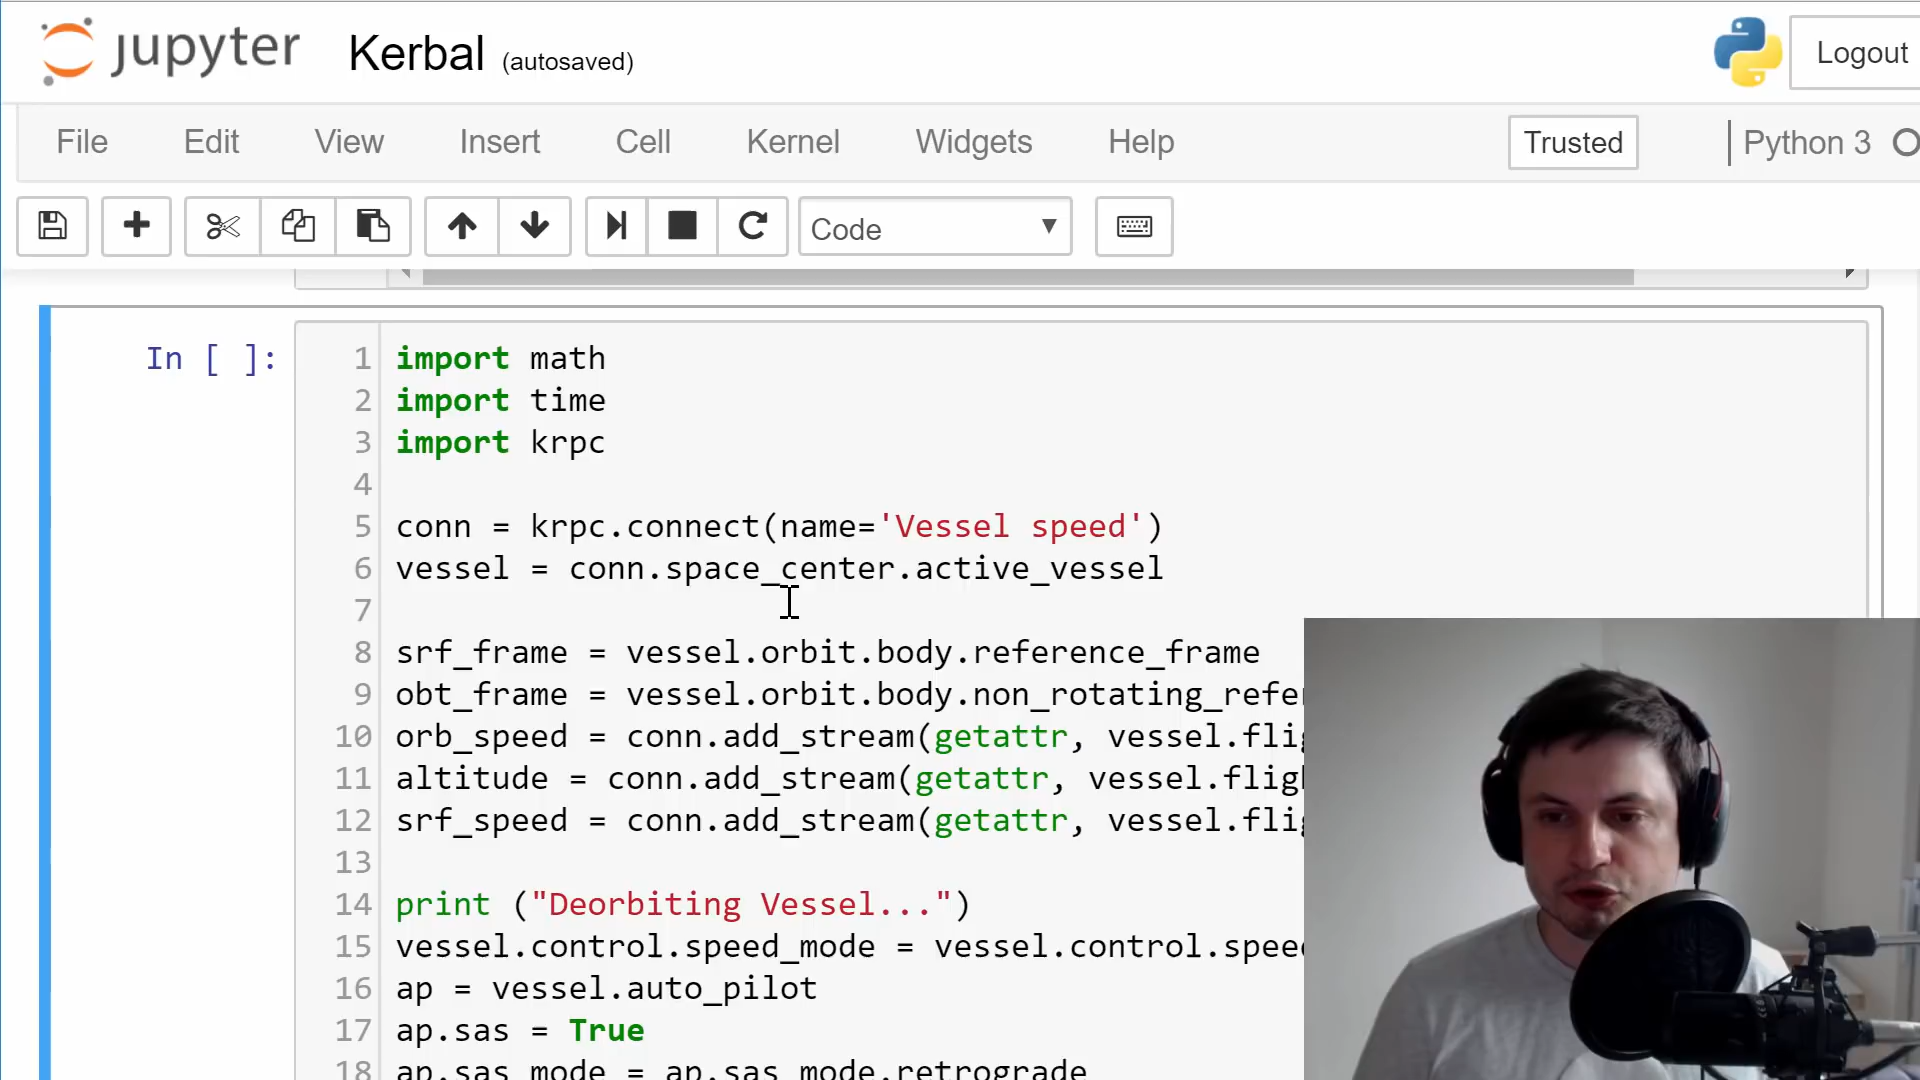 jupyter Kerbal (autosaved) Logout
File Edit View Insert Cell Kernel Widgets Help Trusted Python 3
Code
In [ ]:
1 import math
2 import time
3 import krpc
4
5 conn = krpc.connect(name='Vessel speed')
6 vessel = conn.space_center.active_vessel
7
8 srf_frame = vessel.orbit.body.reference_frame
9 obt_frame = vessel.orbit.body.non_rotating_refe
10 orb_speed = conn.add_stream(getattr, vessel.fli
11 altitude = conn.add_stream(getattr, vessel.flig
12 srf_speed = conn.add_stream(getattr, vessel.fli
13
14 print ("Deorbiting Vessel...")
15 vessel.control.speed_mode = vessel.control.spee
16 ap = vessel.auto_pilot
17 ap.sas = True
18 ap.sas_mode = ap.sas_mode.retrograde